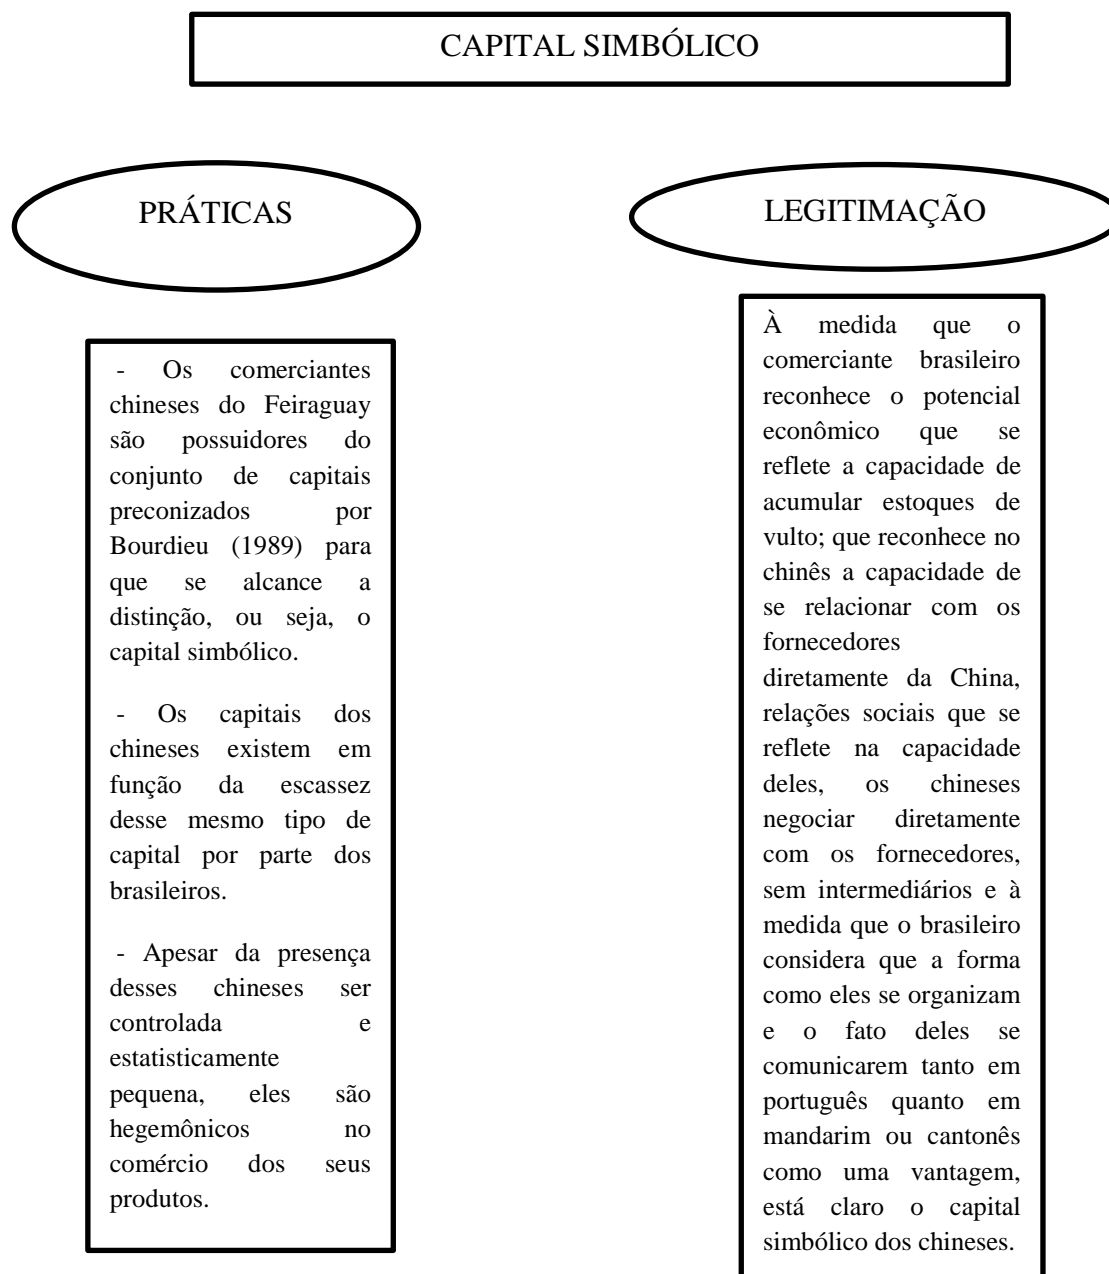 CAPITAL SIMBÓLICO
PRÁTICAS
- Os comerciantes
chineses do Feiraguay
são possuidores do
conjunto de capitais
preconizados por
Bourdieu (1989) para
que se alcance a
distinção, ou seja, o
capital simbólico.
- Os capitais dos
chineses existem em
função da escassez
desse mesmo tipo de
capital por parte dos
brasileiros.
- Apesar da presença
desses chineses ser
controlada e
estatisticamente
pequena, eles são
hegemônicos no
comércio dos seus
produtos.
LEGITIMAÇÃO
À medida que o
comerciante brasileiro
reconhece o potencial
econômico que se
reflete a capacidade de
acumular estoques de
vulto; que reconhece no
chinês a capacidade de
se relacionar com os
fornecedores
diretamente da China,
relações sociais que se
reflete na capacidade
deles, os chineses
negociar diretamente
com os fornecedores,
sem intermediários e à
medida que o brasileiro
considera que a forma
como eles se organizam
e o fato deles se
comunicarem tanto em
português quanto em
mandarim ou cantonês
como uma vantagem,
está claro o capital
simbólico dos chineses.